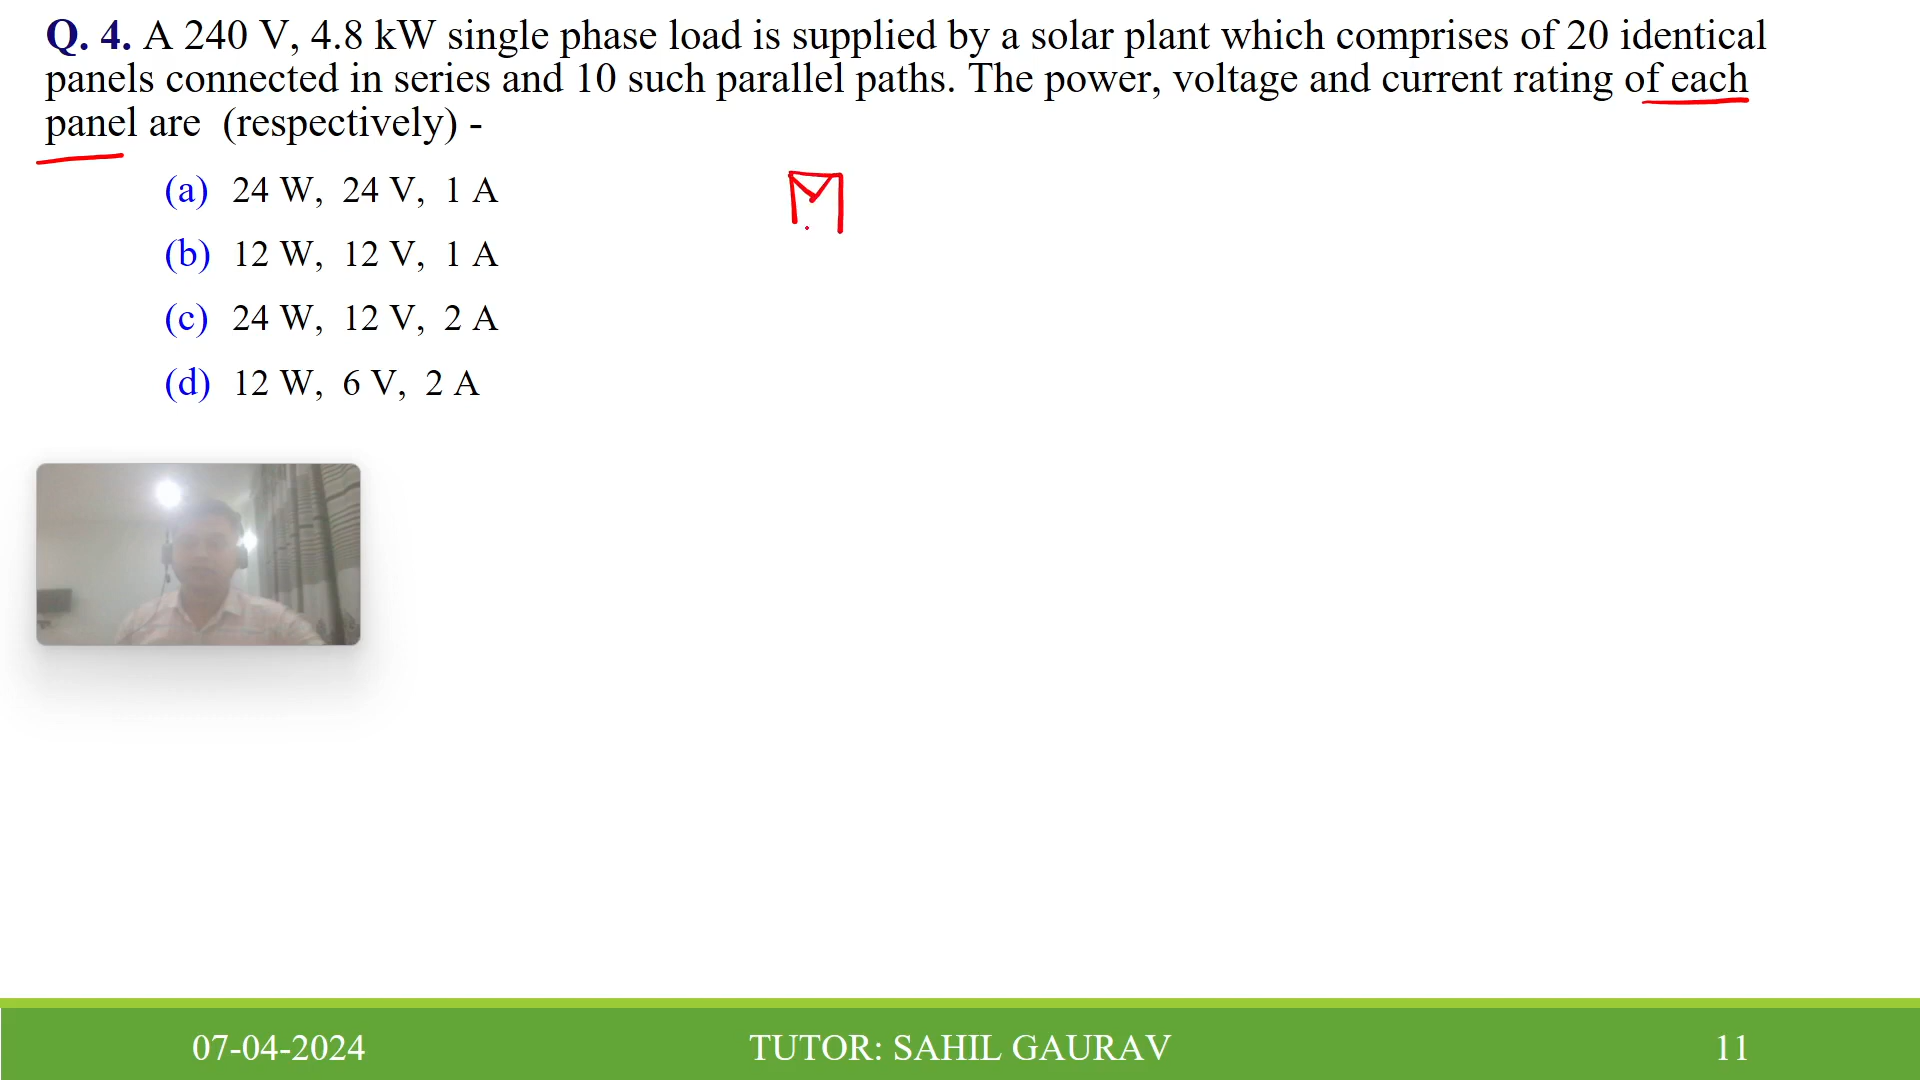 Q. 4. A 240 V, 4.8 kW single phase load is supplied by a solar plant which comprises of 20 identical
panels connected in series and 10 such parallel paths. The power, voltage and current rating of each
panel are (respectively) -
(a) 24 W, 24 V, 1 A
(b) 12 W, 12 V, 1 A
(c) 24 W, 12 V, 2 A
(d) 12 W, 6 V, 2 A
07-04-2024
TUTOR: SAHIL GAURAV
11